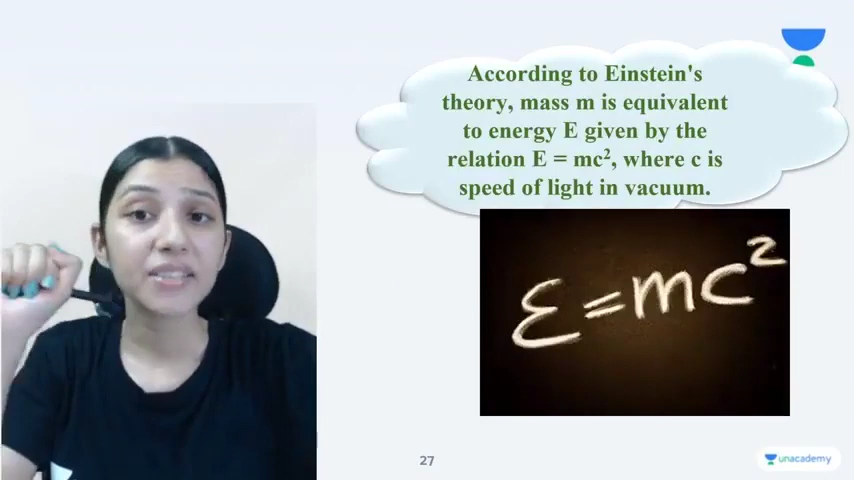 According to Einstein's
theory, mass m is equivalent
to energy E given by the
relation E = mc², where c is
speed of light in vacuum.
E=mc²
27
unacademy